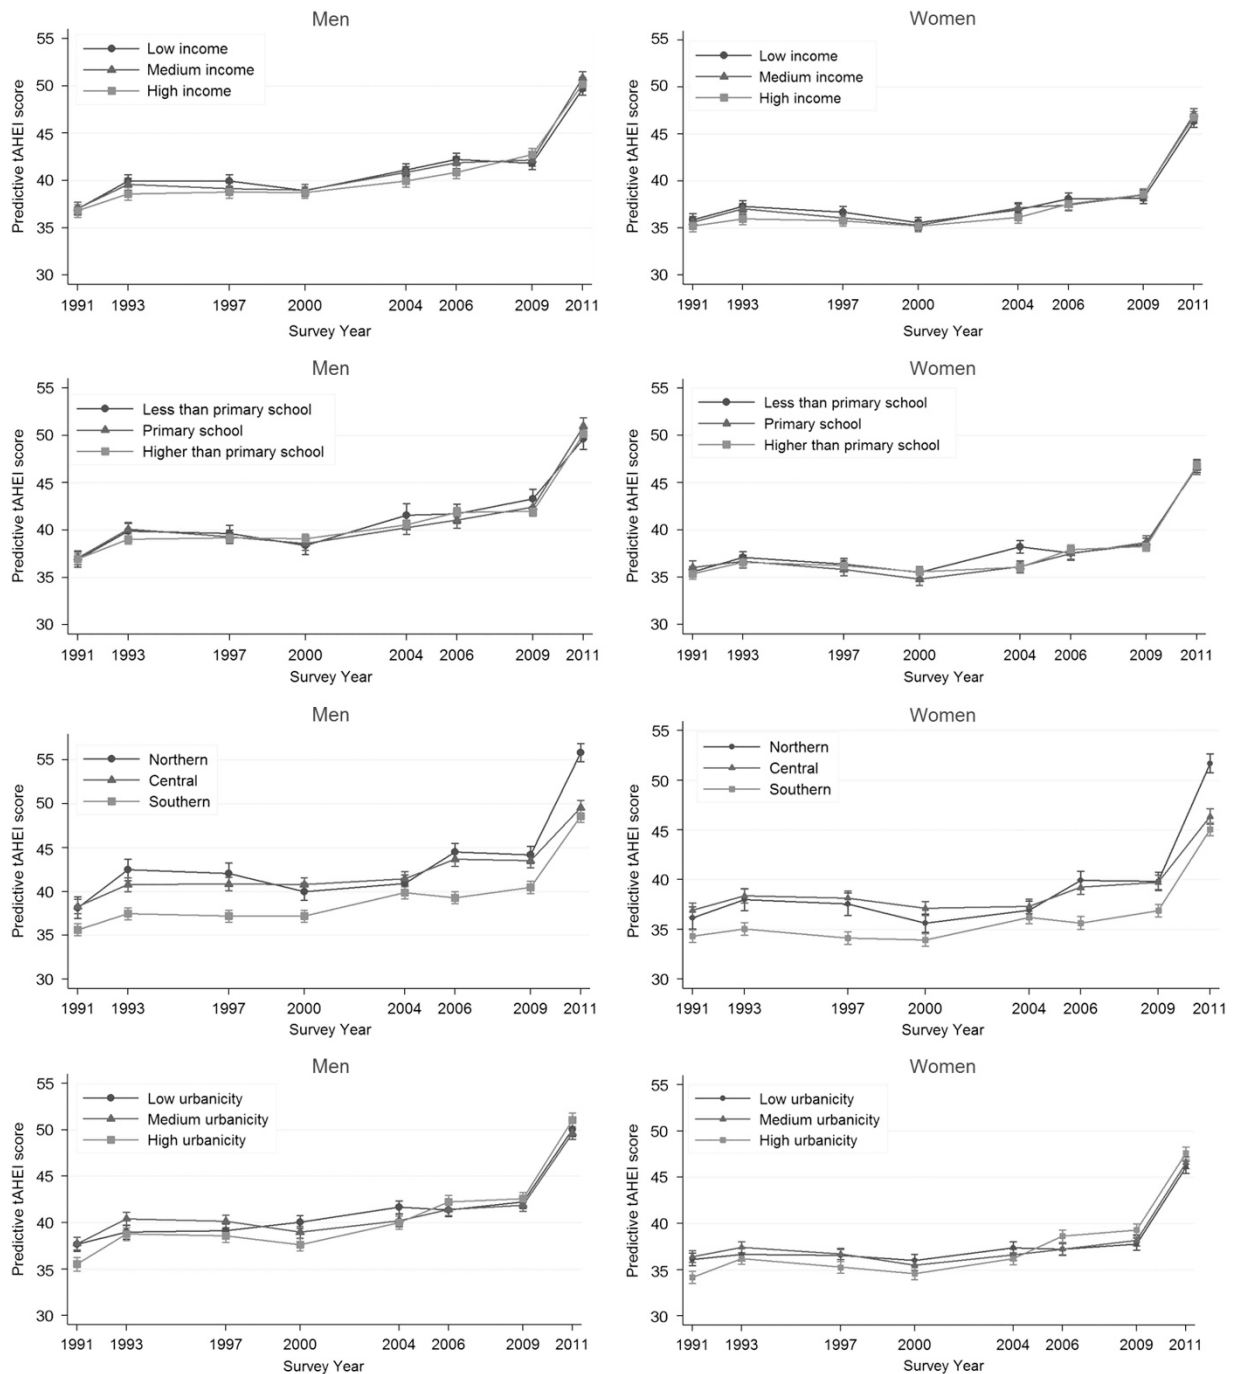 Men
Predictive tAHEI score
55
50
45
40
35
30
Low income
Medium income
High income
1991 1993 1997 2000 2004 2006 2009 2011
Survey Year
Women
Predictive tAHEI score
55
50
45
40
35
30
Low income
Medium income
High income
1991 1993 1997 2000 2004 2006 2009 2011
Survey Year
Men
Predictive tAHEI score
55
50
45
40
35
30
Less than primary school
Primary school
Higher than primary school
1991 1993 1997 2000 2004 2006 2009 2011
Survey Year
Women
Predictive tAHEI score
55
50
45
40
35
30
Less than primary school
Primary school
Higher than primary school
1991 1993 1997 2000 2004 2006 2009 2011
Survey Year
Men
Predictive tAHEI score
55
50
45
40
35
30
Northern
Central
Southern
1991 1993 1997 2000 2004 2006 2009 2011
Survey Year
Women
Predictive tAHEI score
55
50
45
40
35
30
Northern
Central
Southern
1991 1993 1997 2000 2004 2006 2009 2011
Survey Year
Men
Predictive tAHEI score
55
50
45
40
35
30
Low urbanicity
Medium urbanicity
High urbanicity
1991 1993 1997 2000 2004 2006 2009 2011
Survey Year
Women
Predictive tAHEI score
55
50
45
40
35
30
Low urbanicity
Medium urbanicity
High urbanicity
1991 1993 1997 2000 2004 2006 2009 2011
Survey Year